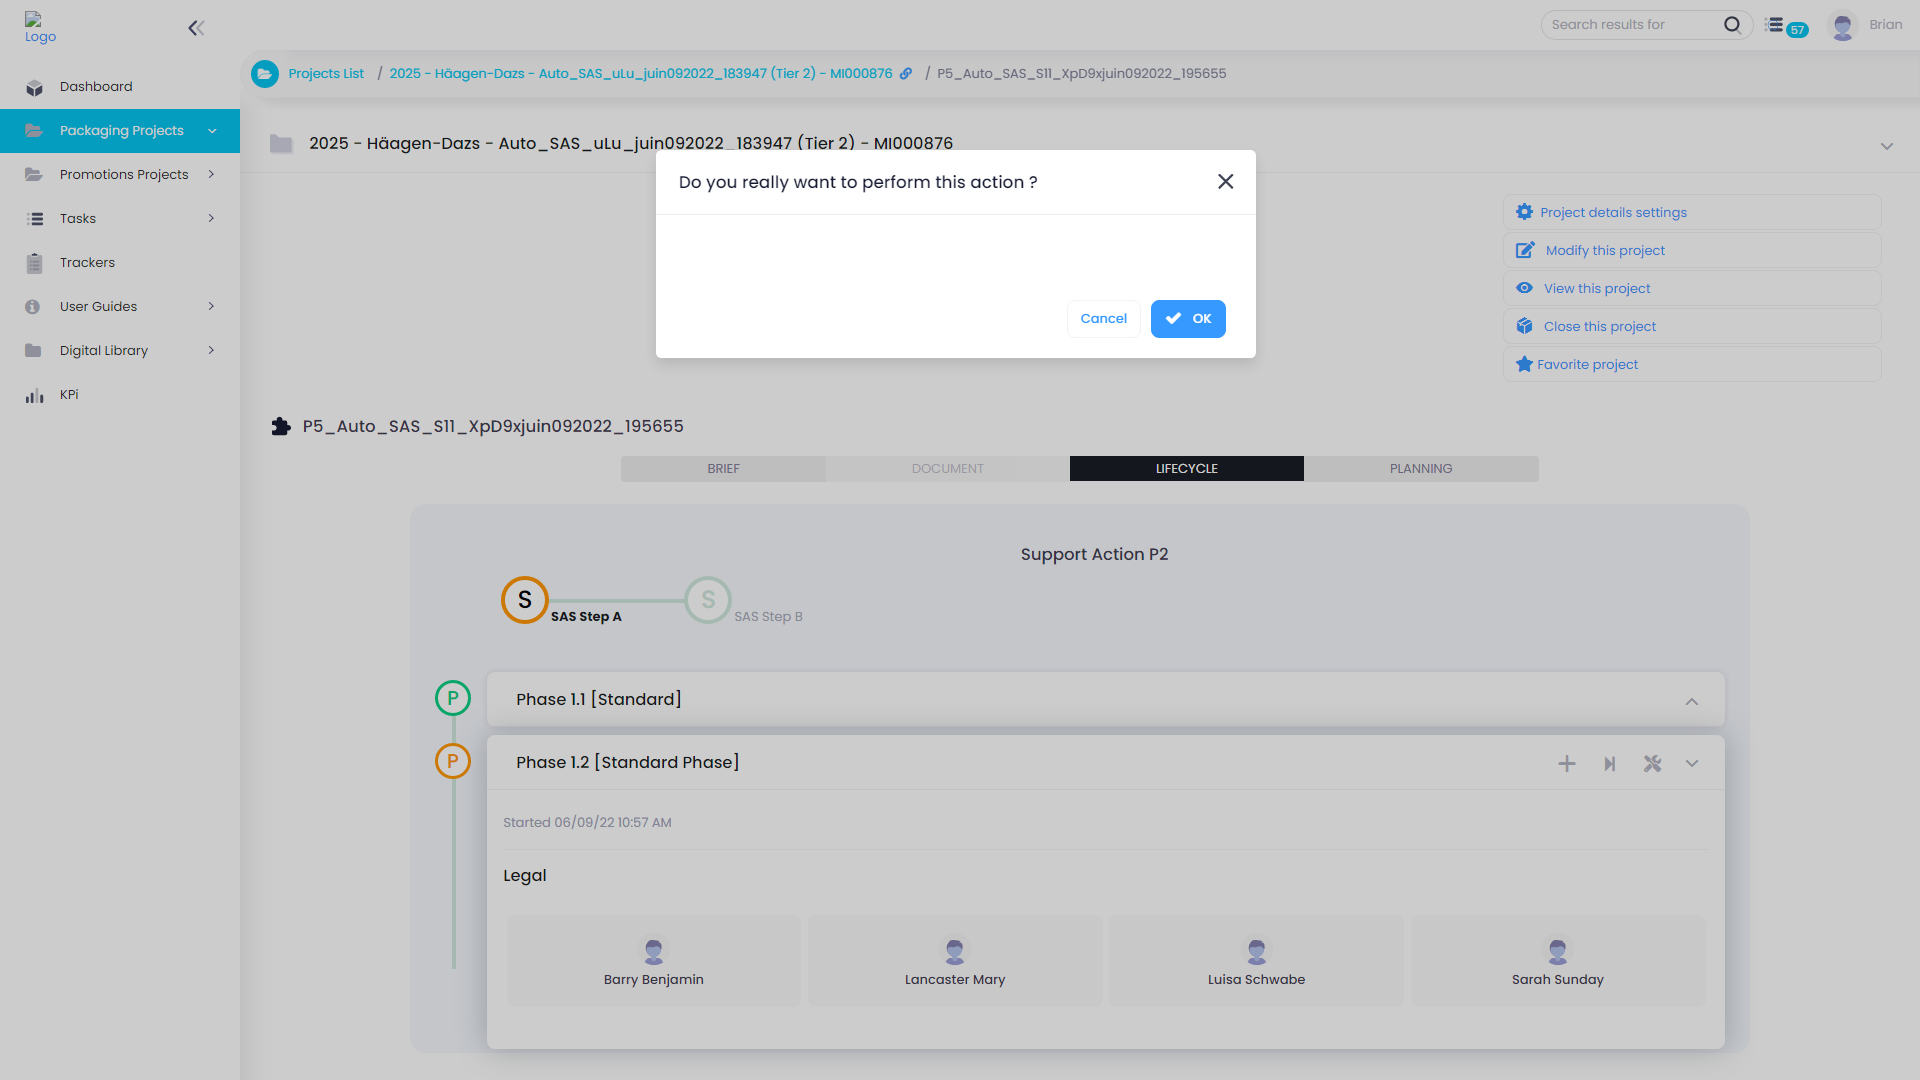 Logo
Search results for
57
Brian
Dashboard
Packaging Projects
Promotions Projects
Tasks
Trackers
User Guides
Digital Library
KPi
Projects List / 2025 - Häagen-Dazs - Auto_SAS_uLu_juin092022_183947 (Tier 2) - MI000876 / P5_Auto_SAS_S11_XpD9xjuin092022_195655
2025 - Häagen-Dazs - Auto_SAS_uLu_juin092022_183947 (Tier 2) - MI000876
Do you really want to perform this action ?
Cancel
OK
Project details settings
Modify this project
View this project
Close this project
Favorite project
P5_Auto_SAS_S11_XpD9xjuin092022_195655
BRIEF
DOCUMENT
LIFECYCLE
PLANNING
Support Action P2
S
SAS Step A
S
SAS Step B
P
Phase 1.1 [Standard]
P
Phase 1.2 [Standard Phase]
Started 06/09/22 10:57 AM
Legal
Barry Benjamin
Lancaster Mary
Luisa Schwabe
Sarah Sunday